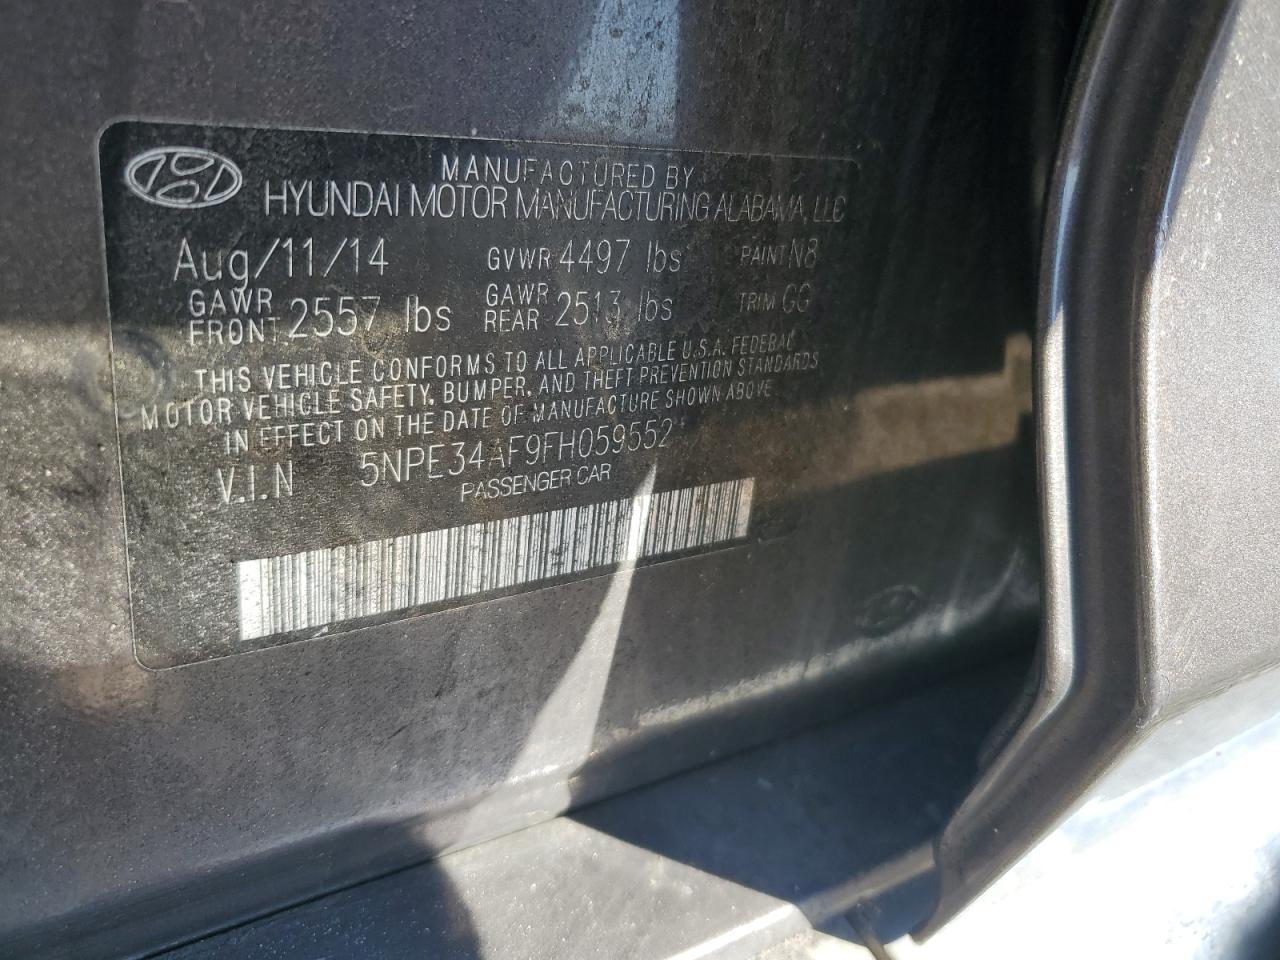 MANUFACTURED BY
HYUNDAI MOTOR MANUFACTURING ALABAMA, LLC
Aug/11/14 GVWR 4497 lbs PAINT N8
GAWR FRONT 2557 lbs GAWR REAR 2513 lbs TRIM GG
THIS VEHICLE CONFORMS TO ALL APPLICABLE U.S.A. FEDERAL
MOTOR VEHICLE SAFETY, BUMPER, AND THEFT PREVENTION STANDARDS
IN EFFECT ON THE DATE OF MANUFACTURE SHOWN ABOVE
V.I.N 5NPE34AF9FH059552
PASSENGER CAR